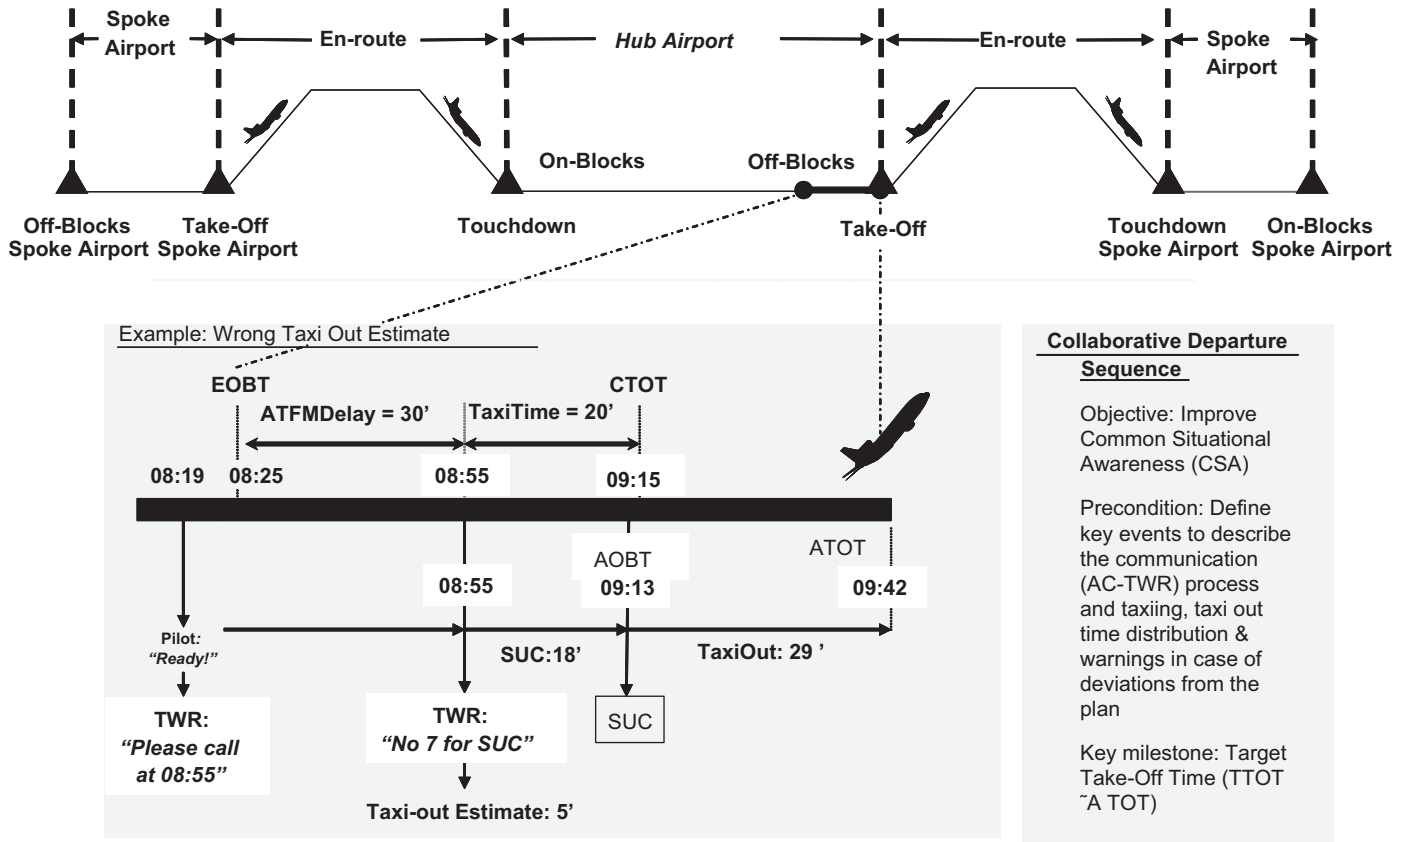 Spoke
Airport
En-route
Hub Airport
En-route
Spoke
Airport
On-Blocks
Off-Blocks
Off-Blocks
Spoke Airport
Take-Off
Spoke Airport
Touchdown
Take-Off
Touchdown
Spoke Airport
On-Blocks
Spoke Airport
Example: Wrong Taxi Out Estimate
EOBT
CTOT
ATFMDelay = 30’
TaxiTime = 20’
08:19
08:25
08:55
09:15
AOBT
ATOT
08:55
09:13
09:42
Pilot:
“Ready!”
SUC:18’
TaxiOut: 29 ’
TWR:
“Please call
at 08:55”
TWR:
“No 7 for SUC”
SUC
Taxi-out Estimate: 5’
Collaborative Departure
Sequence
Objective: Improve
Common Situational
Awareness (CSA)
Precondition: Define
key events to describe
the communication
(AC-TWR) process
and taxiing, taxi out
time distribution &
warnings in case of
deviations from the
plan
Key milestone: Target
Take-Off Time (TTOT
˜A TOT)